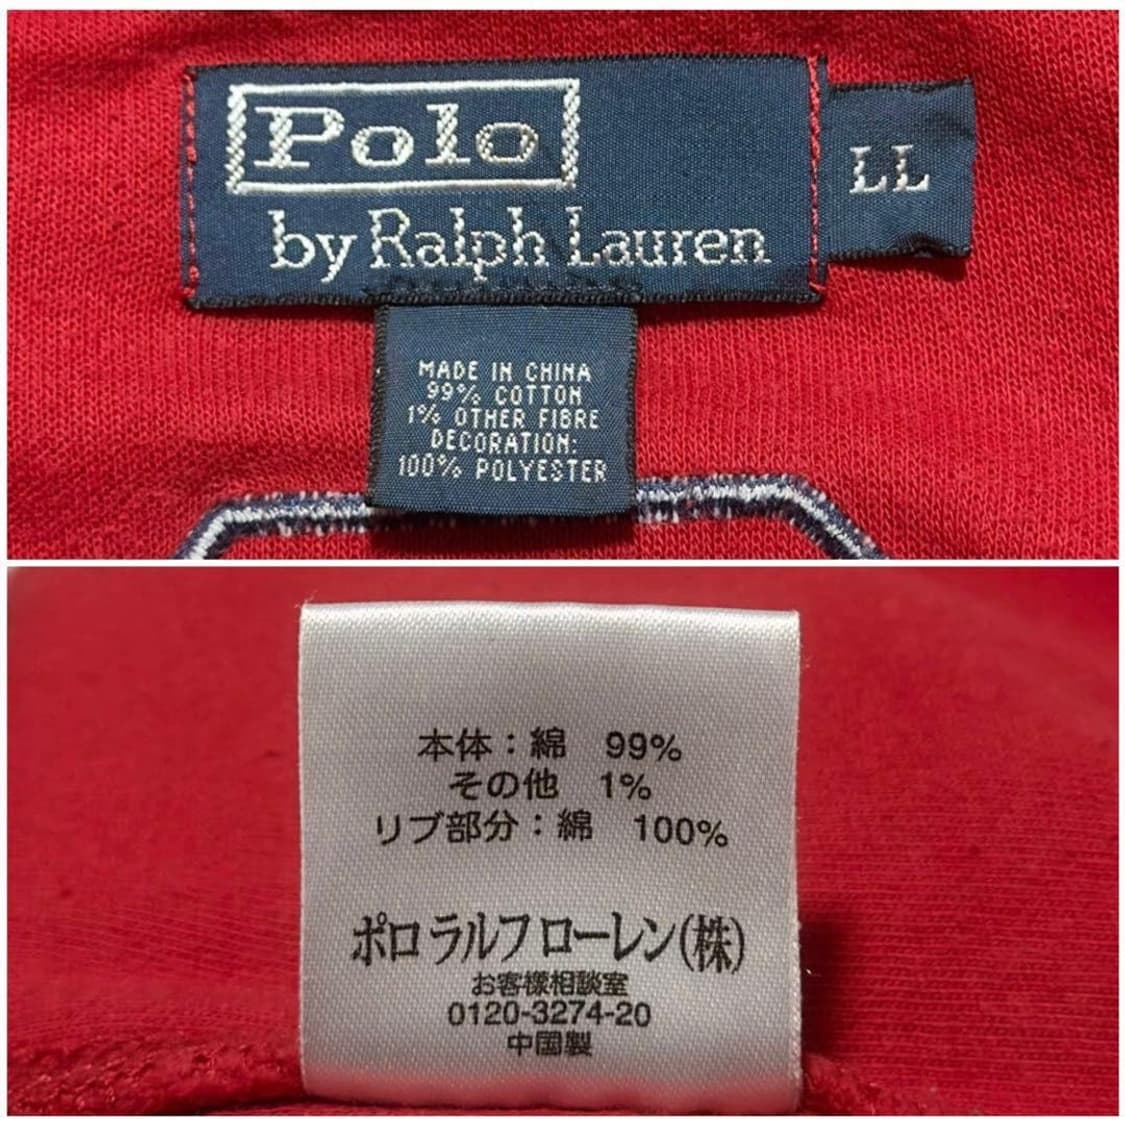 Polo
by Ralph Lauren
LL
MADE IN CHINA
99% COTTON
1% OTHER FIBRE
DECORATION:
100% POLYESTER
本体：綿 99%
その他 1%
リブ部分：綿 100%
ポロ ラルフ ローレン(株)
お客様相談室
0120-3274-20
中国製